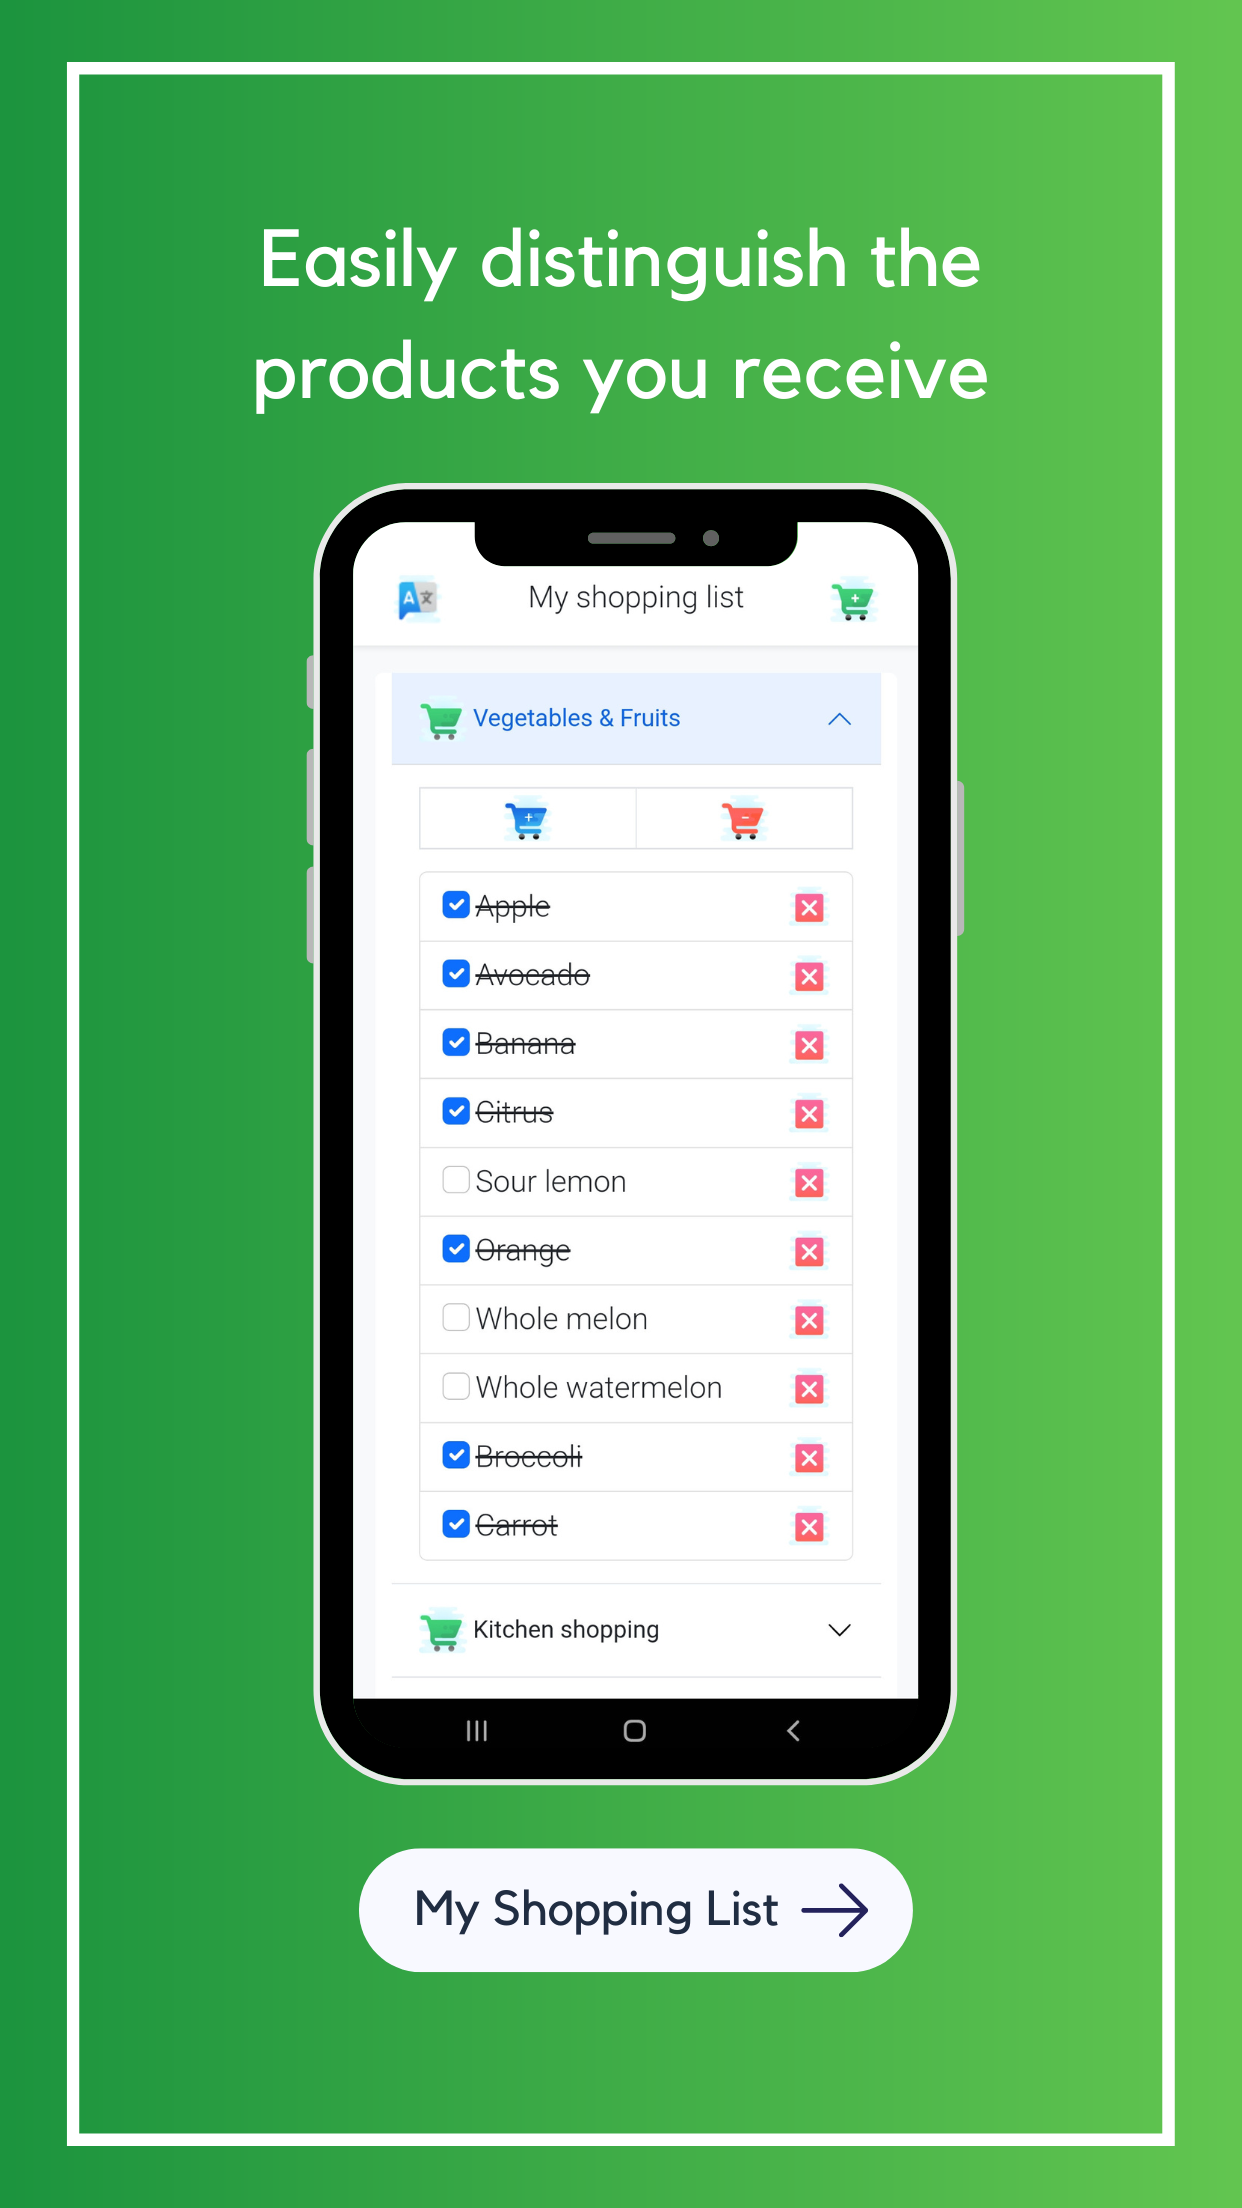 Easily distinguish the
products you receive
My shopping list
Vegetables & Fruits
Apple
Avocado
Banana
Citrus
Sour lemon
Orange
Whole melon
Whole watermelon
Broccoli
Carrot
Kitchen shopping
My Shopping List